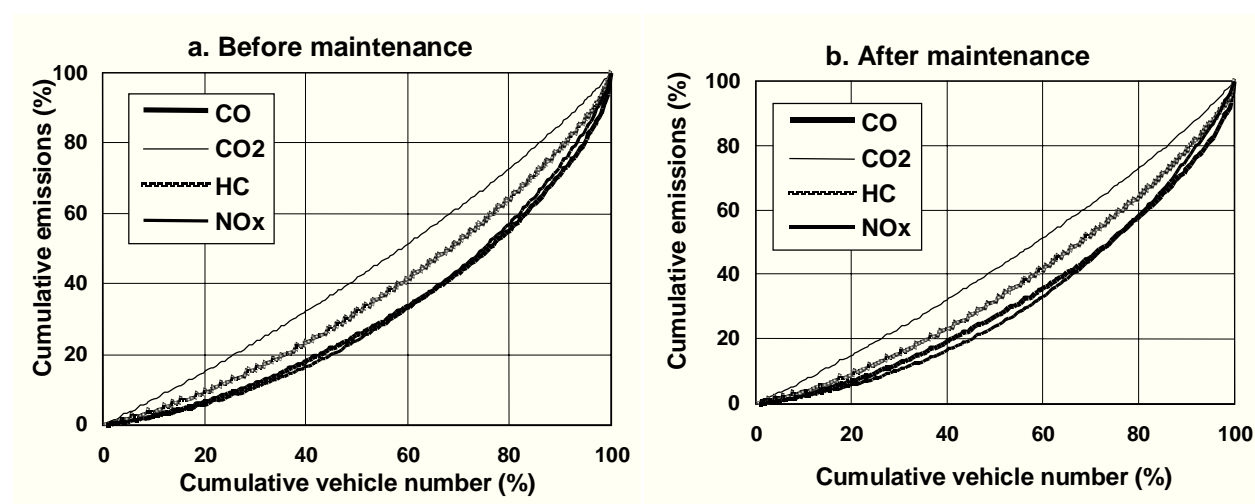 a. Before maintenance
Cumulative emissions (%)
100
80
60
40
20
0
CO
CO2
HC
NOx
0 20 40 60 80 100
Cumulative vehicle number (%)
b. After maintenance
Cumulative emissions (%)
100
80
60
40
20
0
CO
CO2
HC
NOx
0 20 40 60 80 100
Cumulative vehicle number (%)